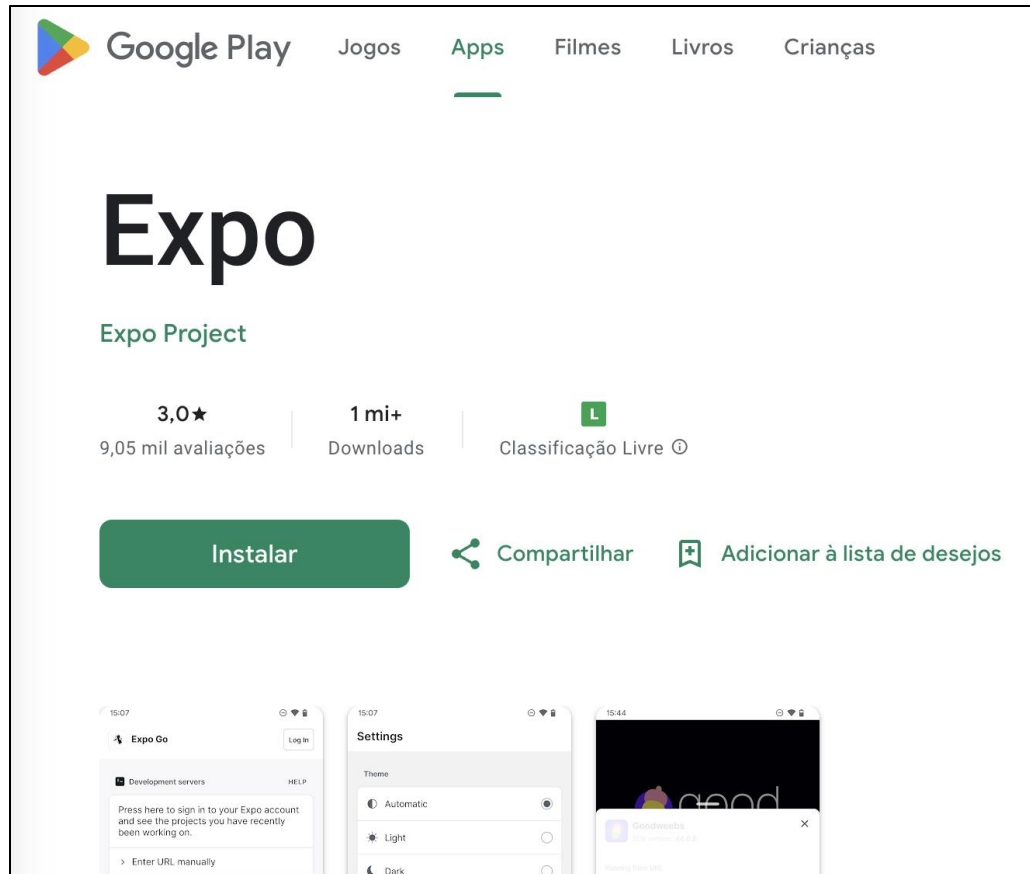 Google Play Jogos Apps Filmes Livros Crianças
Expo
Expo Project
3,0★ 1 mi+ L
9,05 mil avaliações Downloads Classificação Livre
Instalar Compartilhar Adicionar à lista de desejos
15:07
Expo Go Log In
Development servers HELP
Press here to sign in to your Expo account
and see the projects you have recently
been working on.
Enter URL manually
15:07
Settings
Theme
Automatic
Light
Dark
15:44
good
Goodweebs